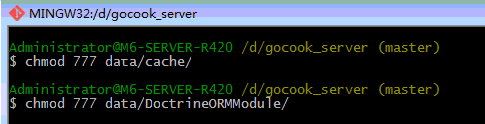 MINGW32:/d/gocook_server
Administrator@M6-SERVER-R420 /d/gocook_server (master)
$ chmod 777 data/cache/
Administrator@M6-SERVER-R420 /d/gocook_server (master)
$ chmod 777 data/DoctrineORMModule/